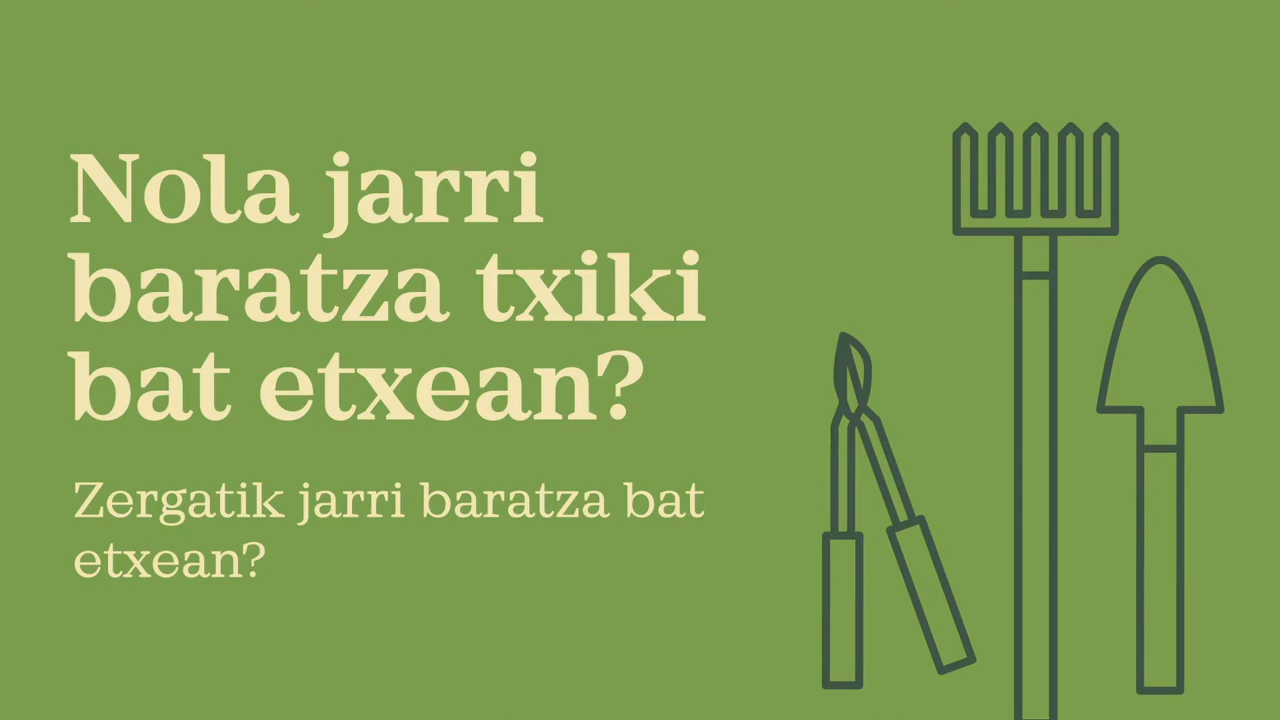 Nola jarri
baratza txiki
bat etxean?
Zergatik jarri baratza bat
etxean?